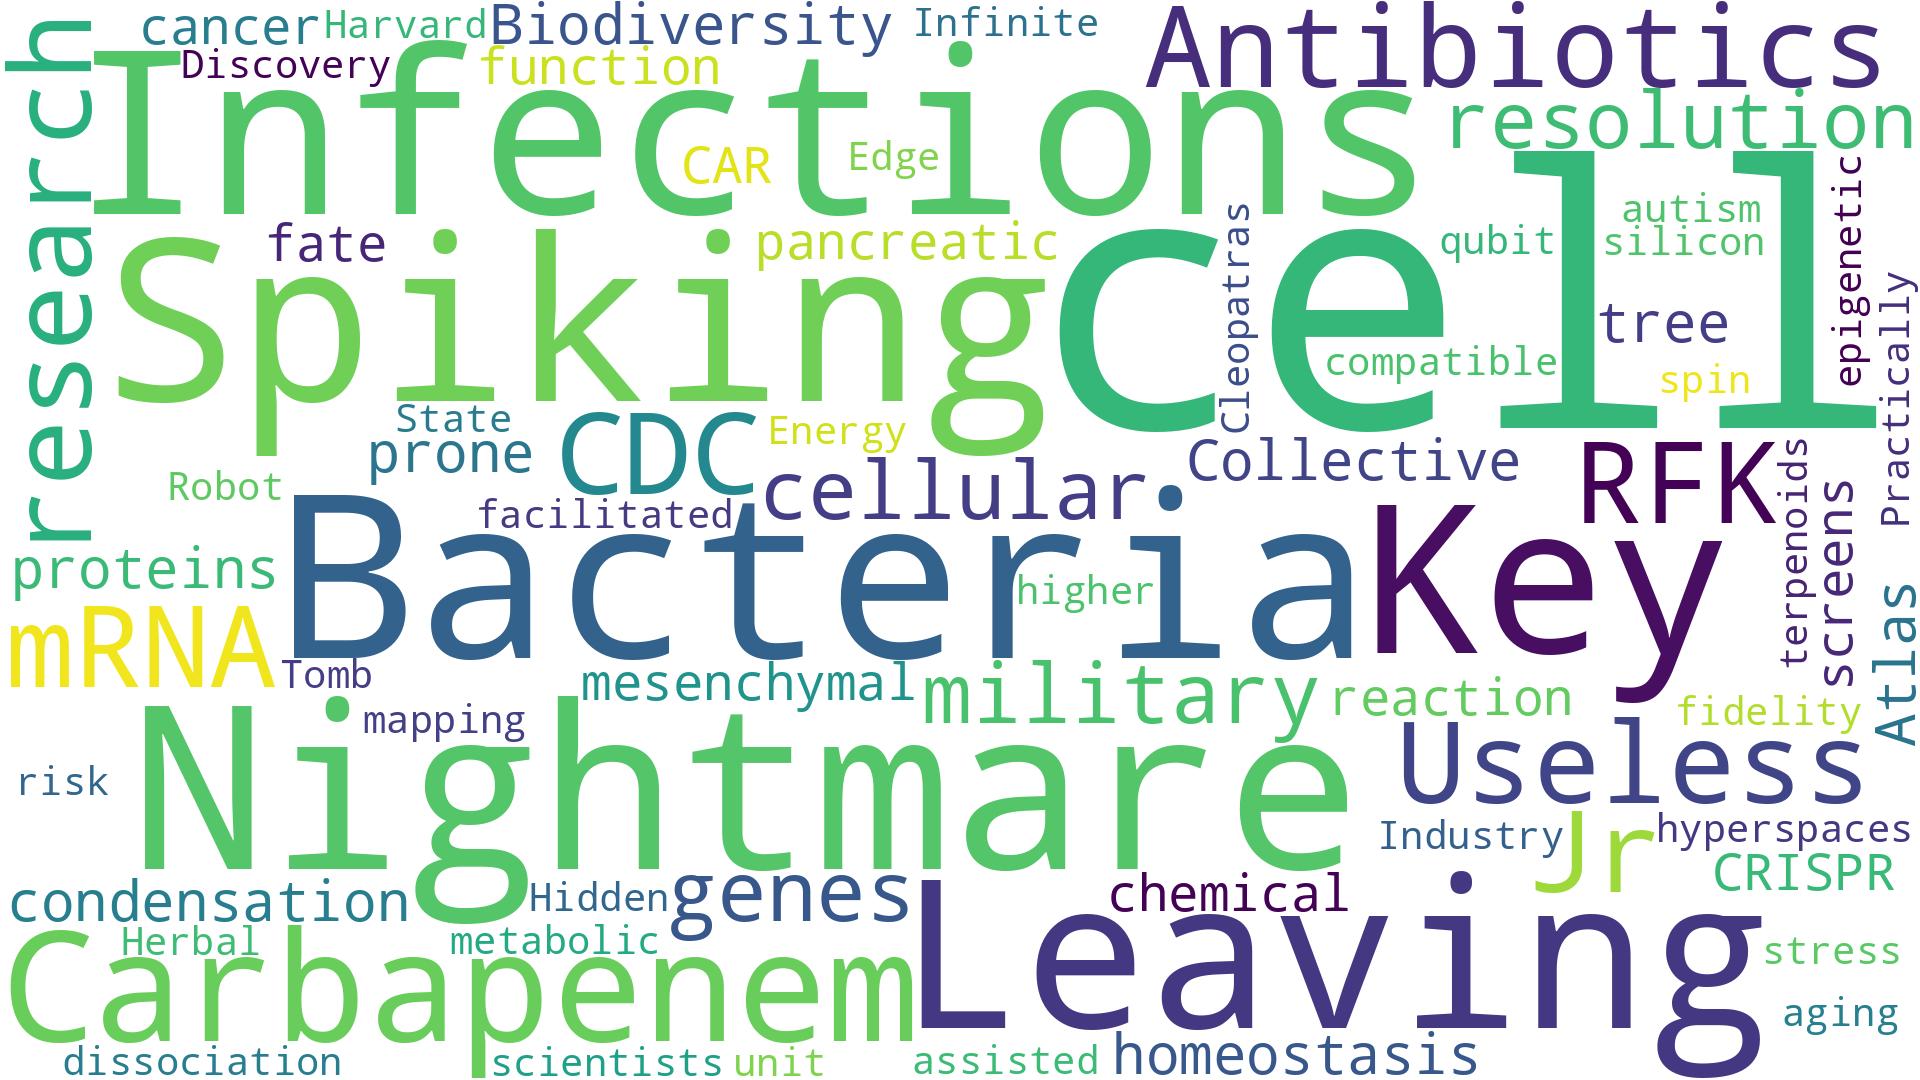 cancer
Harvard
Biodiversity
Infinite
Antibiotics
Discovery
function
Infections
resolution
research
CAR
Edge
cell
autism
epigenetic
fate
Spiking
pancreatic
Cleopatras
qubit
silicon
tree
compatible
spin
Practically
State
prone
CDC
Energy
cellular
Collective
RFK
terpenoids
screens
Robot
facilitated
Bacteria
Key
proteins
higher
mRNA
Tomb
mesenchymal
military
reaction
fidelity
Atlas
mapping
Nightmare
Useless
risk
Industry
Jr
hyperspaces
CRISPR
condensation
Hidden
genes
chemical
Leaving
Herbal
metabolic
Carbapenem
stress
aging
dissociation
scientists
unit
assisted
homeostasis